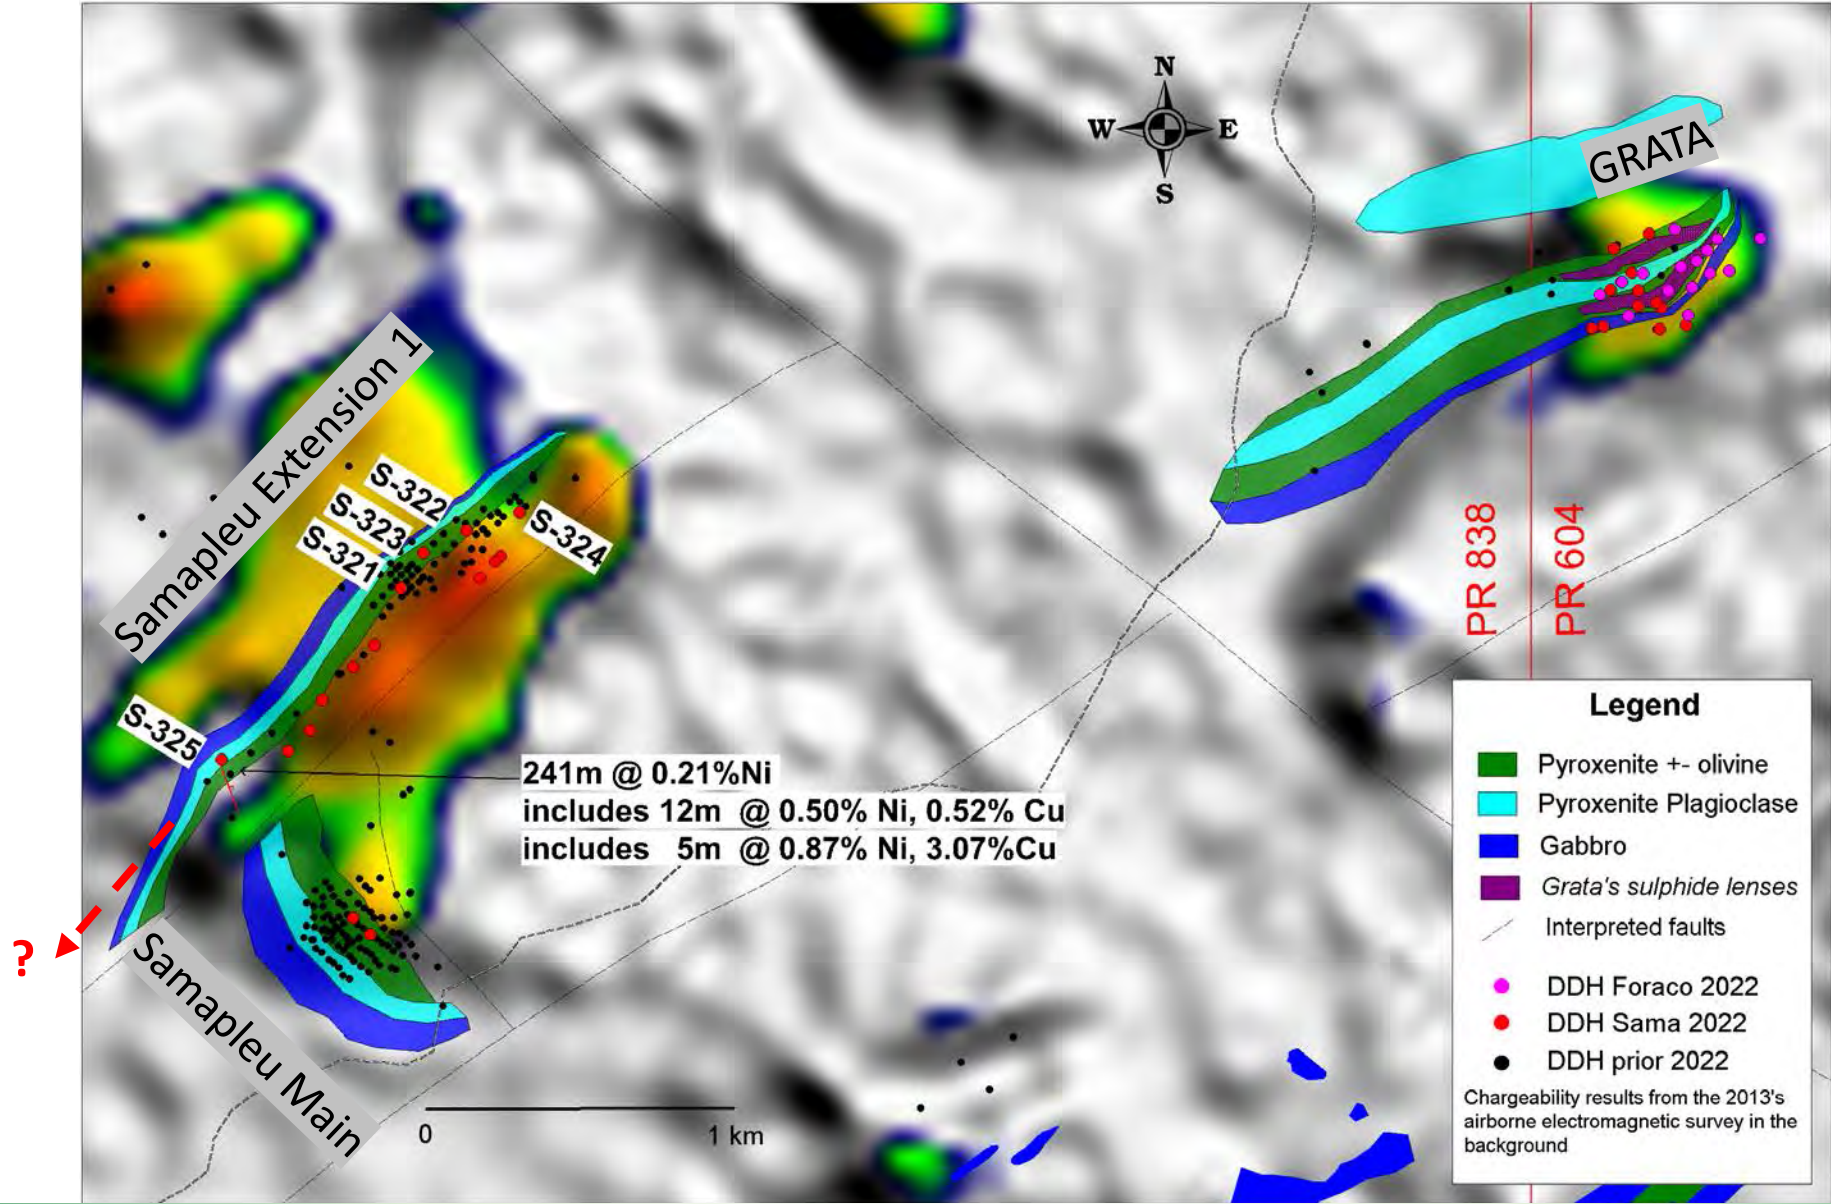 N
W
E
S
GRATA
Samapleu Extension 1
S-322
S-323
S-321
S-324
S-325
PR 838
PR 604
241m @ 0.21%Ni
includes 12m @ 0.50% Ni, 0.52% Cu
includes 5m @ 0.87% Ni, 3.07%Cu
?
Samapleu Main
0
1 km
Legend
Pyroxenite +- olivine
Pyroxenite Plagioclase
Gabbro
Grata's sulphide lenses
Interpreted faults
DDH Foraco 2022
DDH Sama 2022
DDH prior 2022
Chargeability results from the 2013's
airborne electromagnetic survey in the
background